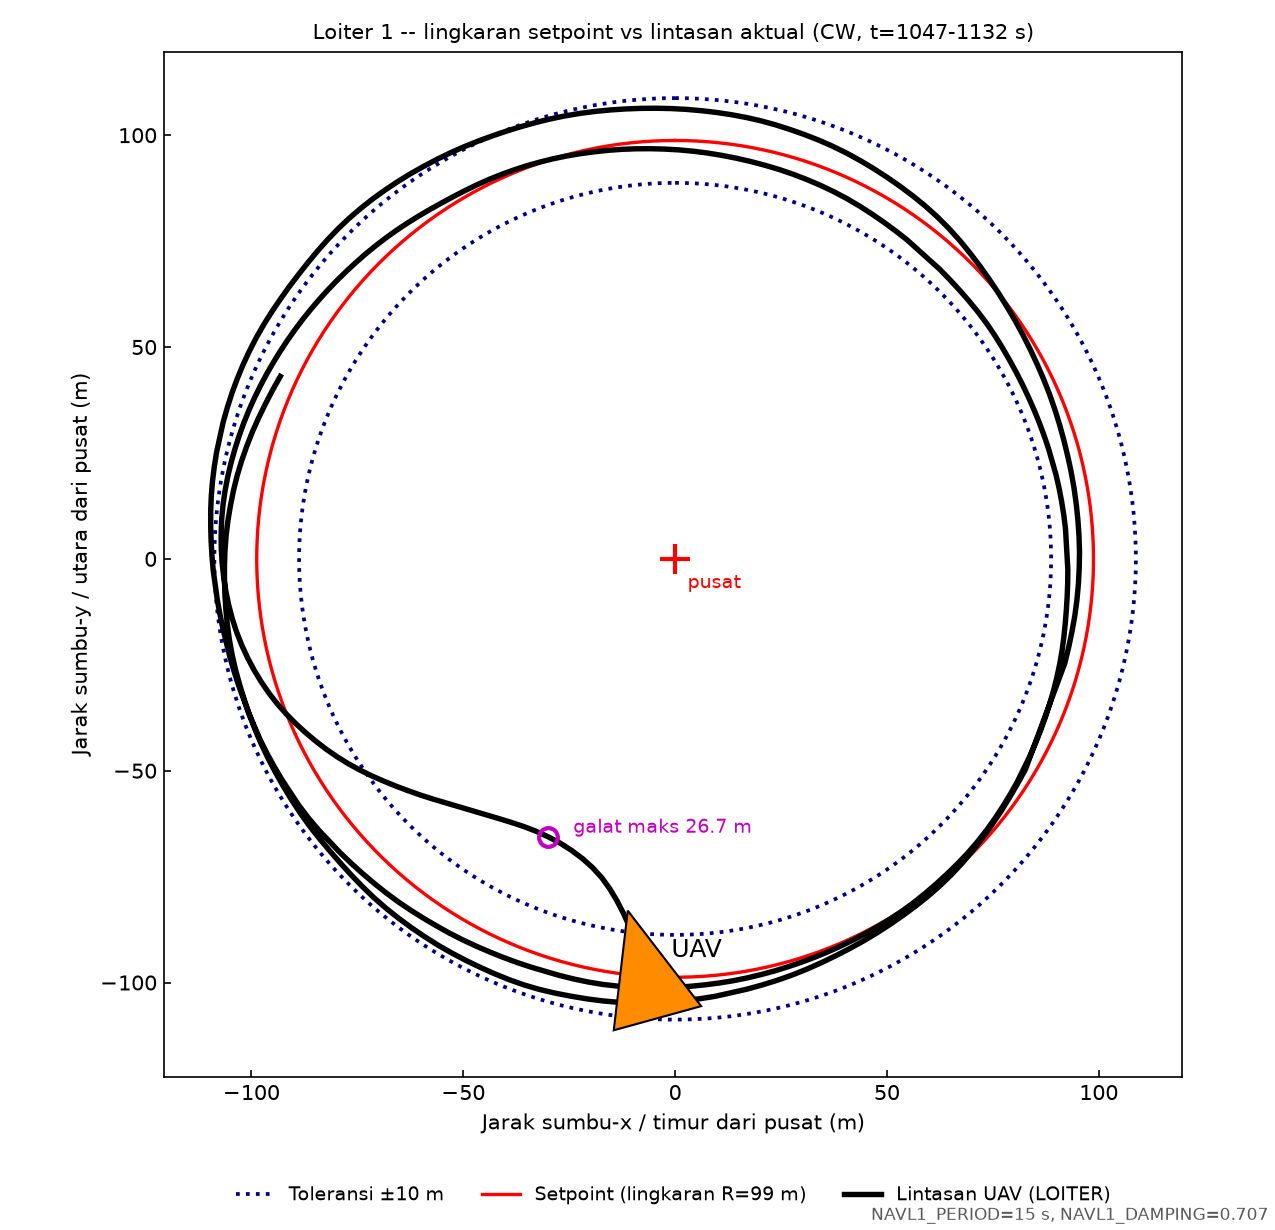 Loiter 1 -- lingkaran setpoint vs lintasan aktual (CW, t=1047-1132 s)
Jarak sumbu-y / utara dari pusat (m)
100
50
0
−50
−100
pusat
galat maks 26.7 m
UAV
−100
−50
0
50
100
Jarak sumbu-x / timur dari pusat (m)
Toleransi ±10 m
Setpoint (lingkaran R=99 m)
Lintasan UAV (LOITER)
NAVL1_PERIOD=15 s, NAVL1_DAMPING=0.707